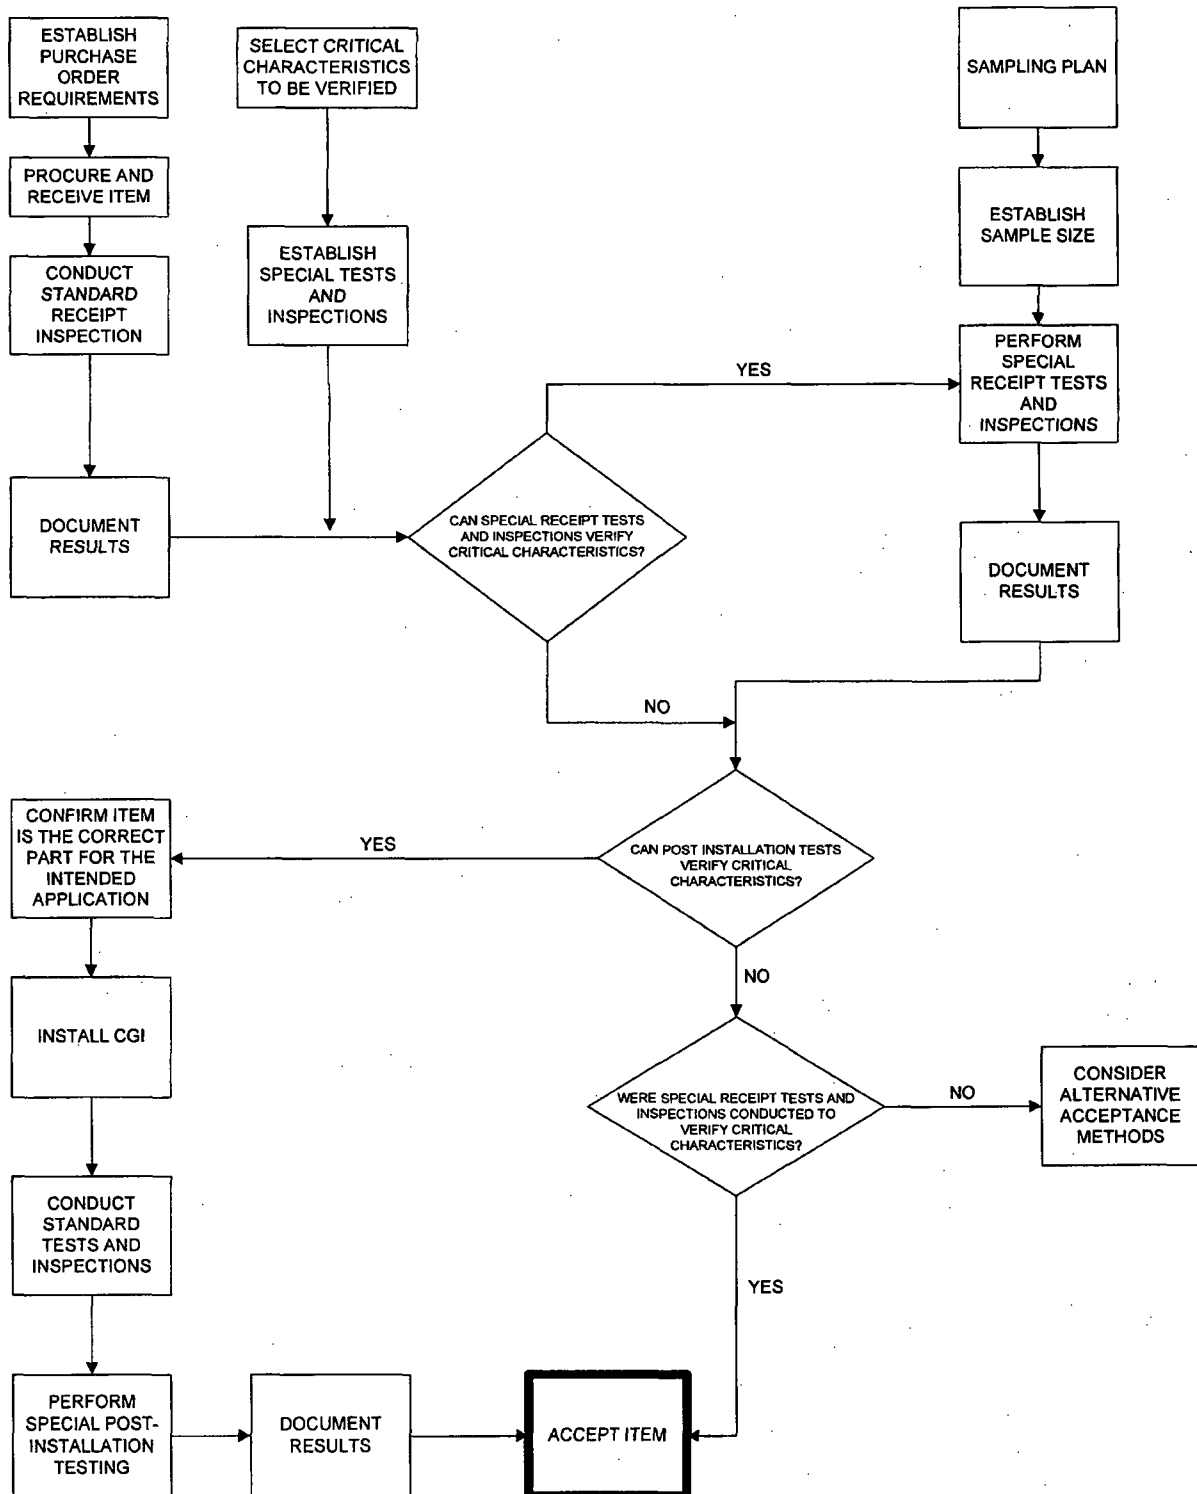 ESTABLISH
PURCHASE
ORDER
REQUIREMENTS
SELECT CRITICAL
CHARACTERISTICS
TO BE VERIFIED
SAMPLING PLAN
PROCURE AND
RECEIVE ITEM
ESTABLISH
SAMPLE SIZE
CONDUCT
STANDARD
RECEIPT
INSPECTION
ESTABLISH
SPECIAL TESTS
AND
INSPECTIONS
YES
PERFORM
SPECIAL
RECEIPT TESTS
AND
INSPECTIONS
DOCUMENT
RESULTS
CAN SPECIAL RECEIPT TESTS
AND INSPECTIONS VERIFY
CRITICAL CHARACTERISTICS?
DOCUMENT
RESULTS
NO
CONFIRM ITEM
IS THE CORRECT
PART FOR THE
INTENDED
APPLICATION
YES
CAN POST INSTALLATION TESTS
VERIFY CRITICAL
CHARACTERISTICS?
NO
INSTALL CGI
WERE SPECIAL RECEIPT TESTS AND
INSPECTIONS CONDUCTED TO
VERIFY CRITICAL
CHARACTERISTICS?
NO
CONSIDER
ALTERNATIVE
ACCEPTANCE
METHODS
CONDUCT
STANDARD
TESTS AND
INSPECTIONS
YES
PERFORM
SPECIAL POST-
INSTALLATION
TESTING
DOCUMENT
RESULTS
ACCEPT ITEM